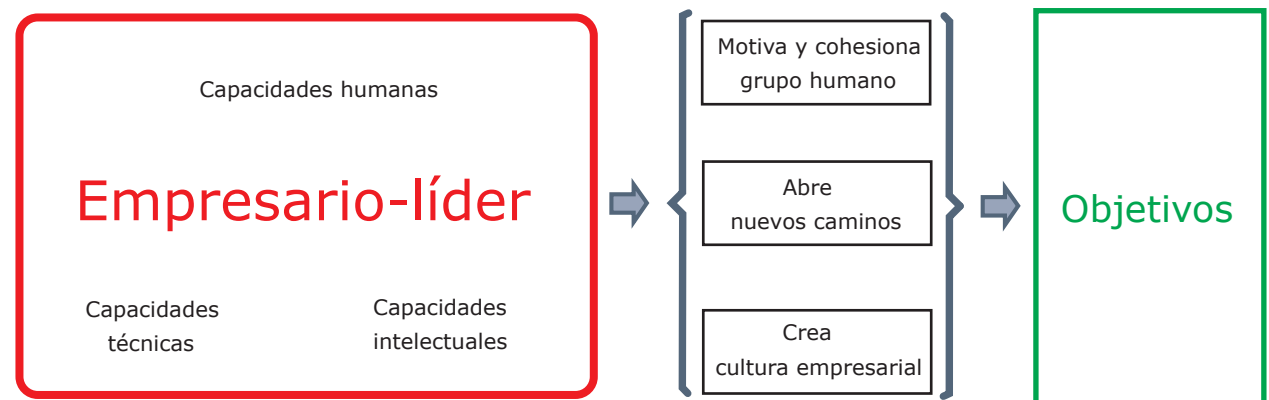 Capacidades humanas
Empresario-líder
Capacidades
técnicas
Capacidades
intelectuales
Motiva y cohesiona
grupo humano
Abre
nuevos caminos
Crea
cultura empresarial
Objetivos